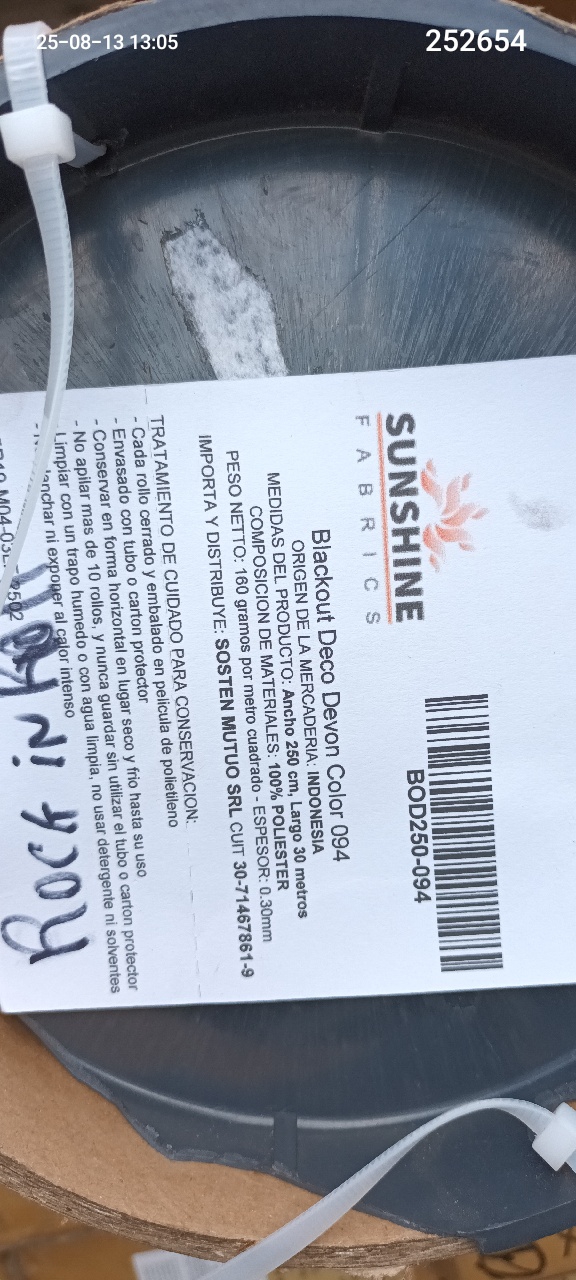 25-08-13 13:05
252654
SUNSHINE
FABRICS
BOD250-094
Blackout Deco Devon Color 094
ORIGEN DE LA MERCADERIA: INDONESIA
MEDIDAS DEL PRODUCTO: Ancho 250 cm, Largo 30 metros
COMPOSICION DE MATERIALES: 100% POLIESTER
PESO NETTO: 160 gramos por metro cuadrado - ESPESOR: 0.30mm
IMPORTA Y DISTRIBUYE: SOSTEN MUTUO SRL CUIT 30-71467861-9
TRATAMIENTO DE CUIDADO PARA CONSERVACION:
- Cada rollo cerrado y embalado en pelicula de polietileno
- Envasado con tubo o carton protector
- Conservar en forma horizontal en lugar seco y frio hasta su uso
- No apilar mas de 10 rollos, y nunca guardar sin utilizar el tubo o carton protector
Limpiar con un trapo humedo o con agua limpia, no usar detergente ni solventes
ni exponer al calor intenso